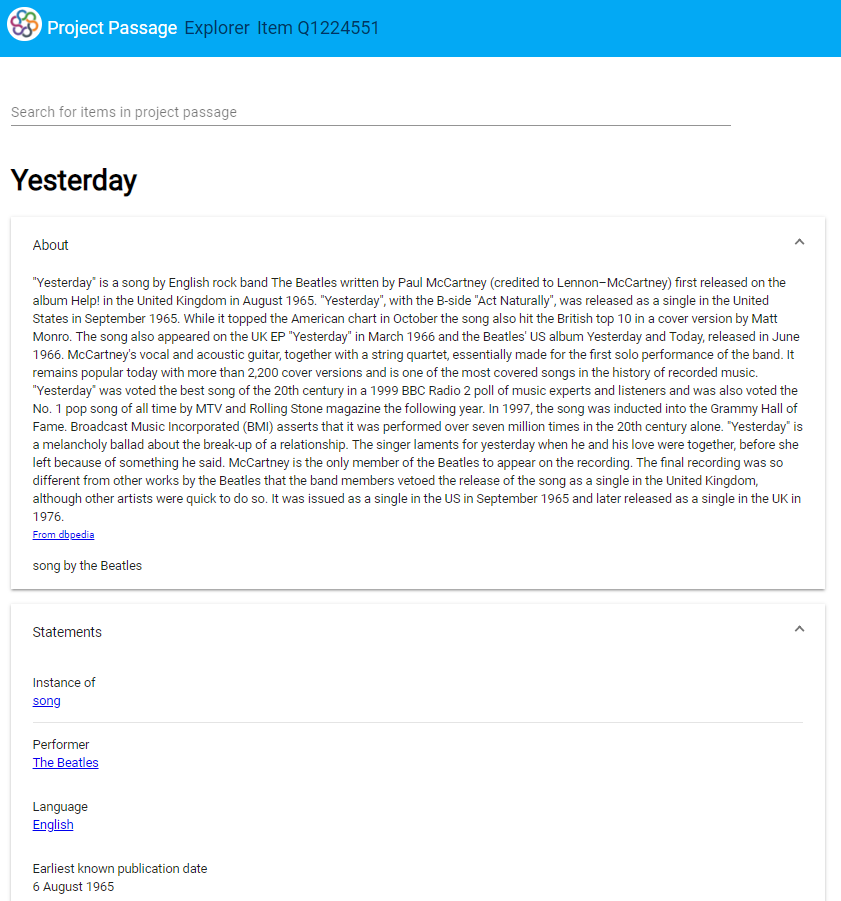 Project Passage Explorer Item Q1224551
Search for items in project passage
Yesterday
About
"Yesterday" is a song by English rock band The Beatles written by Paul McCartney (credited to Lennon–McCartney) first released on the
album Help! in the United Kingdom in August 1965. "Yesterday", with the B-side "Act Naturally", was released as a single in the United
States in September 1965. While it topped the American chart in October the song also hit the British top 10 in a cover version by Matt
Monro. The song also appeared on the UK EP "Yesterday" in March 1966 and the Beatles' US album Yesterday and Today, released in June
1966. McCartney's vocal and acoustic guitar, together with a string quartet, essentially made for the first solo performance of the band. It
remains popular today with more than 2,200 cover versions and is one of the most covered songs in the history of recorded music.
"Yesterday" was voted the best song of the 20th century in a 1999 BBC Radio 2 poll of music experts and listeners and was also voted the
No. 1 pop song of all time by MTV and Rolling Stone magazine the following year. In 1997, the song was inducted into the Grammy Hall of
Fame. Broadcast Music Incorporated (BMI) asserts that it was performed over seven million times in the 20th century alone. "Yesterday" is
a melancholy ballad about the break-up of a relationship. The singer laments for yesterday when he and his love were together, before she
left because of something he said. McCartney is the only member of the Beatles to appear on the recording. The final recording was so
different from other works by the Beatles that the band members vetoed the release of the song as a single in the United Kingdom,
although other artists were quick to do so. It was issued as a single in the US in September 1965 and later released as a single in the UK in
1976.
From dbpedia
song by the Beatles
Statements
Instance of
song
Performer
The Beatles
Language
English
Earliest known publication date
6 August 1965